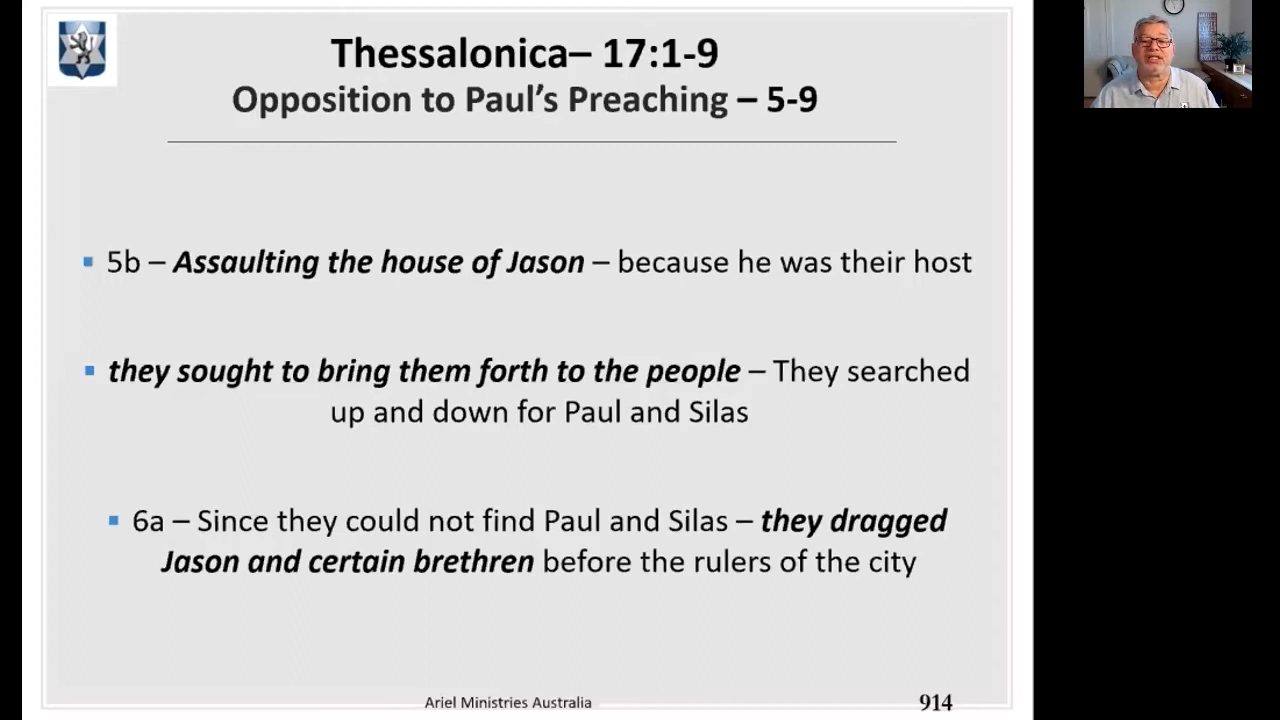 Thessalonica– 17:1-9
Opposition to Paul's Preaching – 5-9
▪ 5b – Assaulting the house of Jason – because he was their host
▪ they sought to bring them forth to the people – They searched
up and down for Paul and Silas
▪ 6a – Since they could not find Paul and Silas – they dragged
Jason and certain brethren before the rulers of the city
Ariel Ministries Australia
914